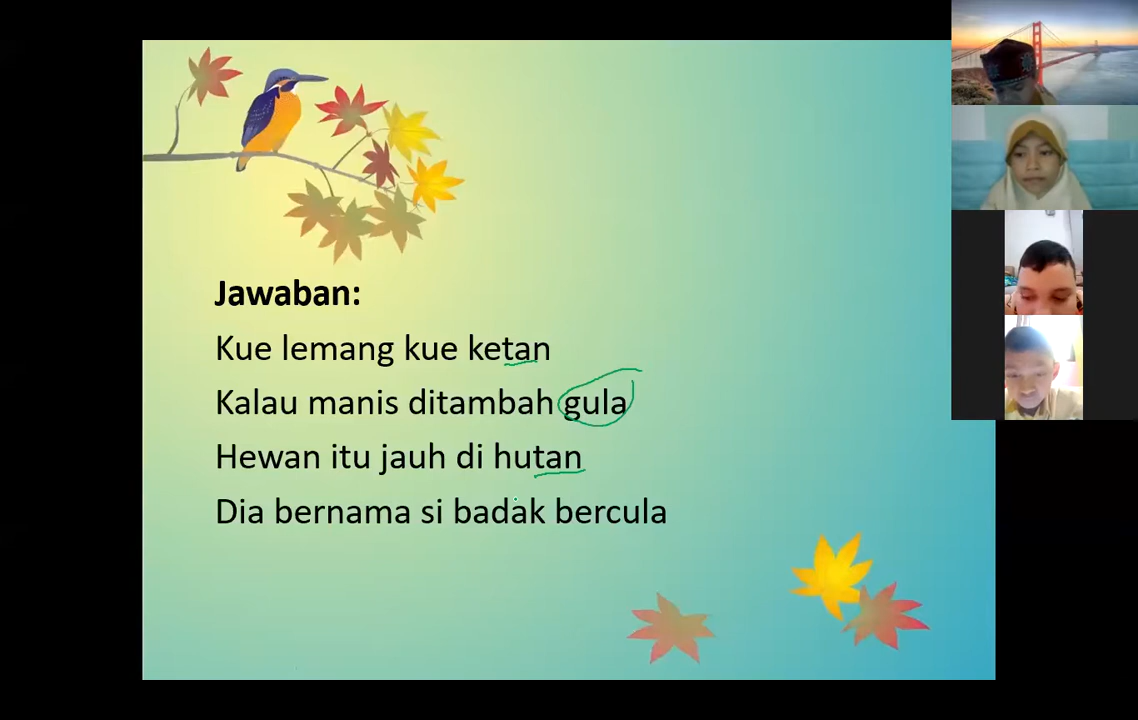 Jawaban:
Kue lemang kue ketan
Kalau manis ditambah gula
Hewan itu jauh di hutan
Dia bernama si badak bercula